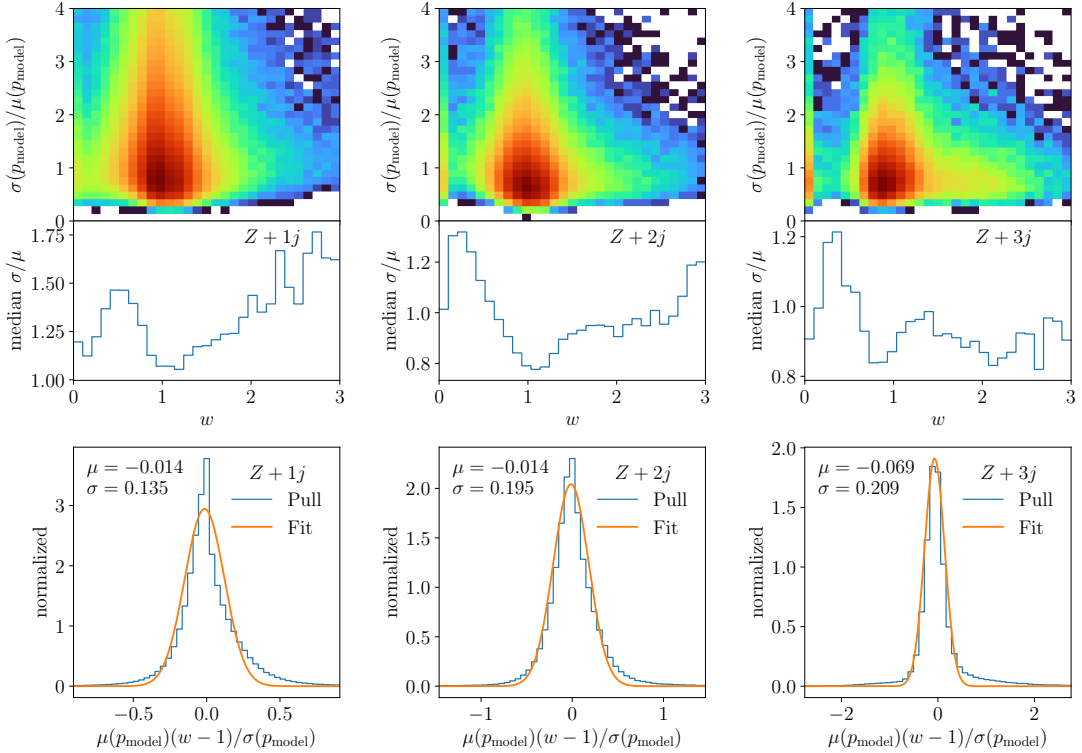 σ(p_model)/μ(p_model)
4
3
2
1
0
σ(p_model)/μ(p_model)
4
3
2
1
0
σ(p_model)/μ(p_model)
4
3
2
1
0
median σ/μ
1.75
1.50
1.25
1.00
Z + 1j
0 1 2 3
w
median σ/μ
1.2
1.0
0.8
Z + 2j
0 1 2 3
w
median σ/μ
1.2
1.0
0.8
Z + 3j
0 1 2 3
w
normalized
3
2
1
0
μ = −0.014
σ = 0.135
Z + 1j
Pull
Fit
−0.5 0.0 0.5
μ(p_model)(w − 1)/σ(p_model)
normalized
2.0
1.5
1.0
0.5
0.0
μ = −0.014
σ = 0.195
Z + 2j
Pull
Fit
−1 0 1
μ(p_model)(w − 1)/σ(p_model)
normalized
2.0
1.5
1.0
0.5
0.0
μ = −0.069
σ = 0.209
Z + 3j
Pull
Fit
−2 0 2
μ(p_model)(w − 1)/σ(p_model)